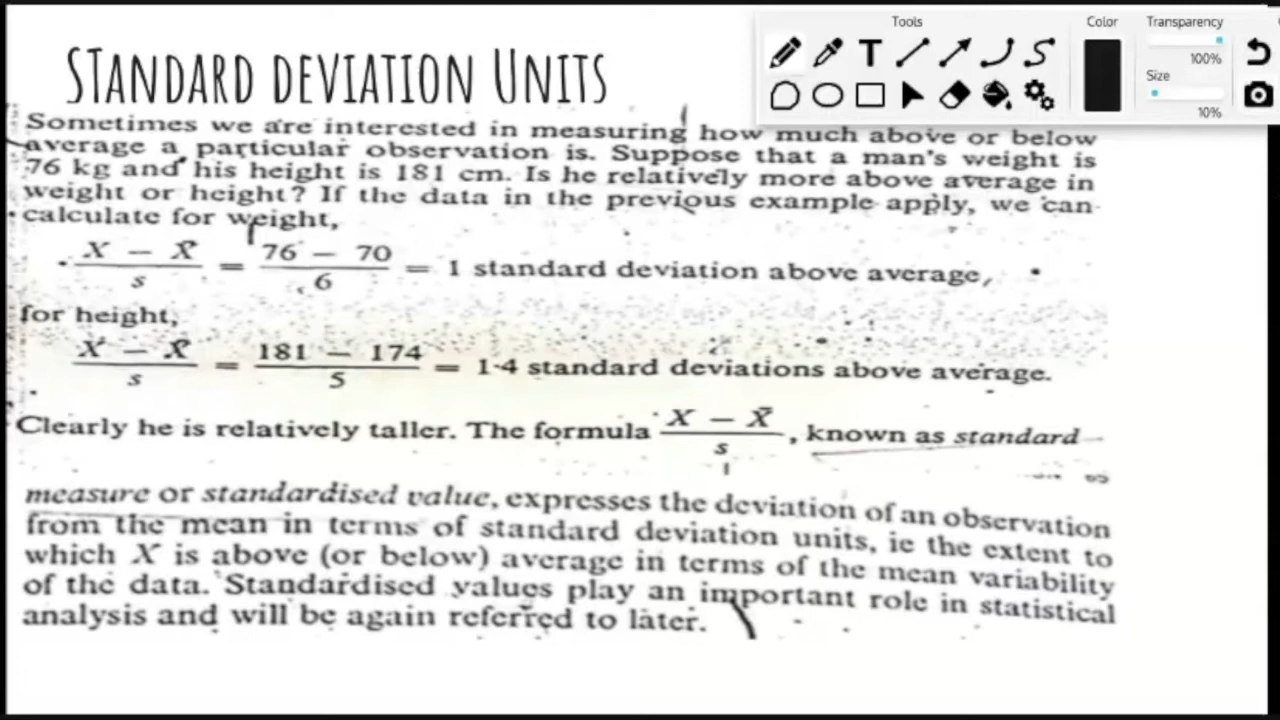 Tools
Color
Transparency
100%
Size
10%
STANDARD DEVIATION UNITS
Sometimes we are interested in measuring how much above or below
average a particular observation is. Suppose that a man's weight is
76 kg and his height is 181 cm. Is he relatively more above average in
weight or height? If the data in the previous example apply, we can
calculate for weight,
X − X̄ / s = 76 − 70 / 6 = 1 standard deviation above average,
for height,
X − X̄ / s = 181 − 174 / 5 = 1·4 standard deviations above average.
Clearly he is relatively taller. The formula X − X̄ / s, known as standard
measure or standardised value, expresses the deviation of an observation
from the mean in terms of standard deviation units, ie the extent to
which X is above (or below) average in terms of the mean variability
of the data. Standardised values play an important role in statistical
analysis and will be again referred to later.